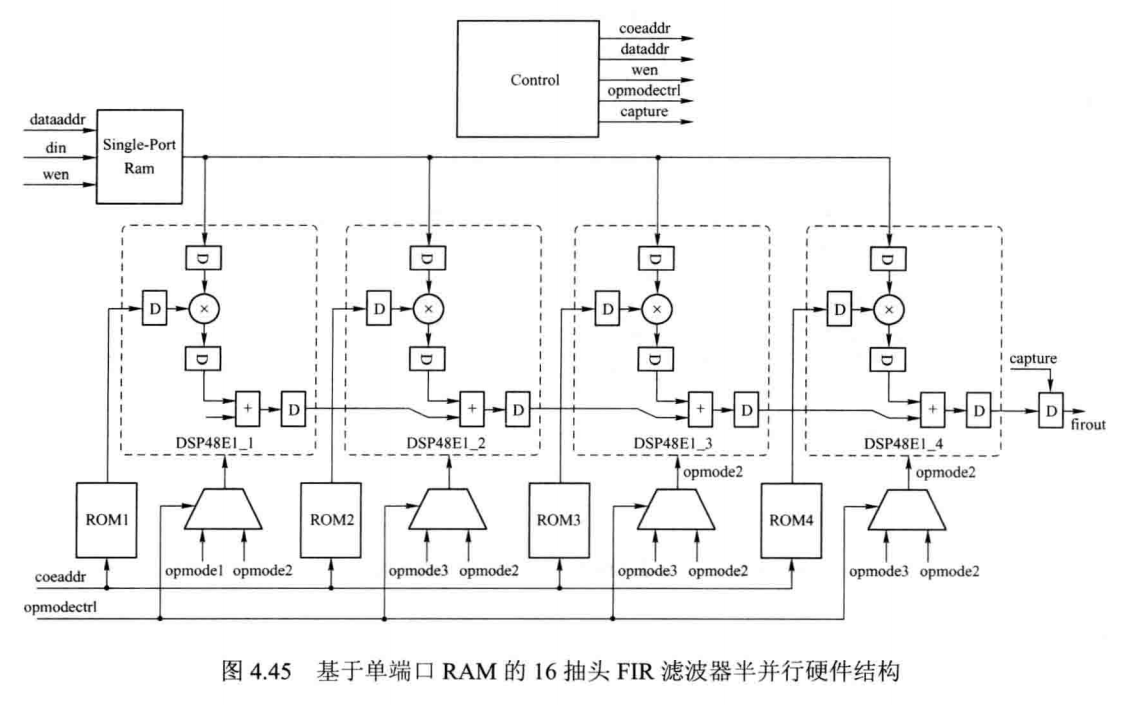 coeaddr
dataddr
Control
wen
opmodectrl
capture
dataaddr
Single-Port
Ram
din
wen
D
D
D
D
D
×
D
×
D
×
D
×
D
D
D
D
capture
+
D
+
D
+
D
+
D
D
firout
DSP48E1_1
DSP48E1_2
DSP48E1_3
DSP48E1_4
opmode2
opmode2
ROM1
ROM2
ROM3
ROM4
opmode1
opmode2
opmode3
opmode2
opmode3
opmode2
opmode3
opmode2
coeaddr
opmodectrl
图 4.45 基于单端口 RAM 的 16 抽头 FIR 滤波器半并行硬件结构